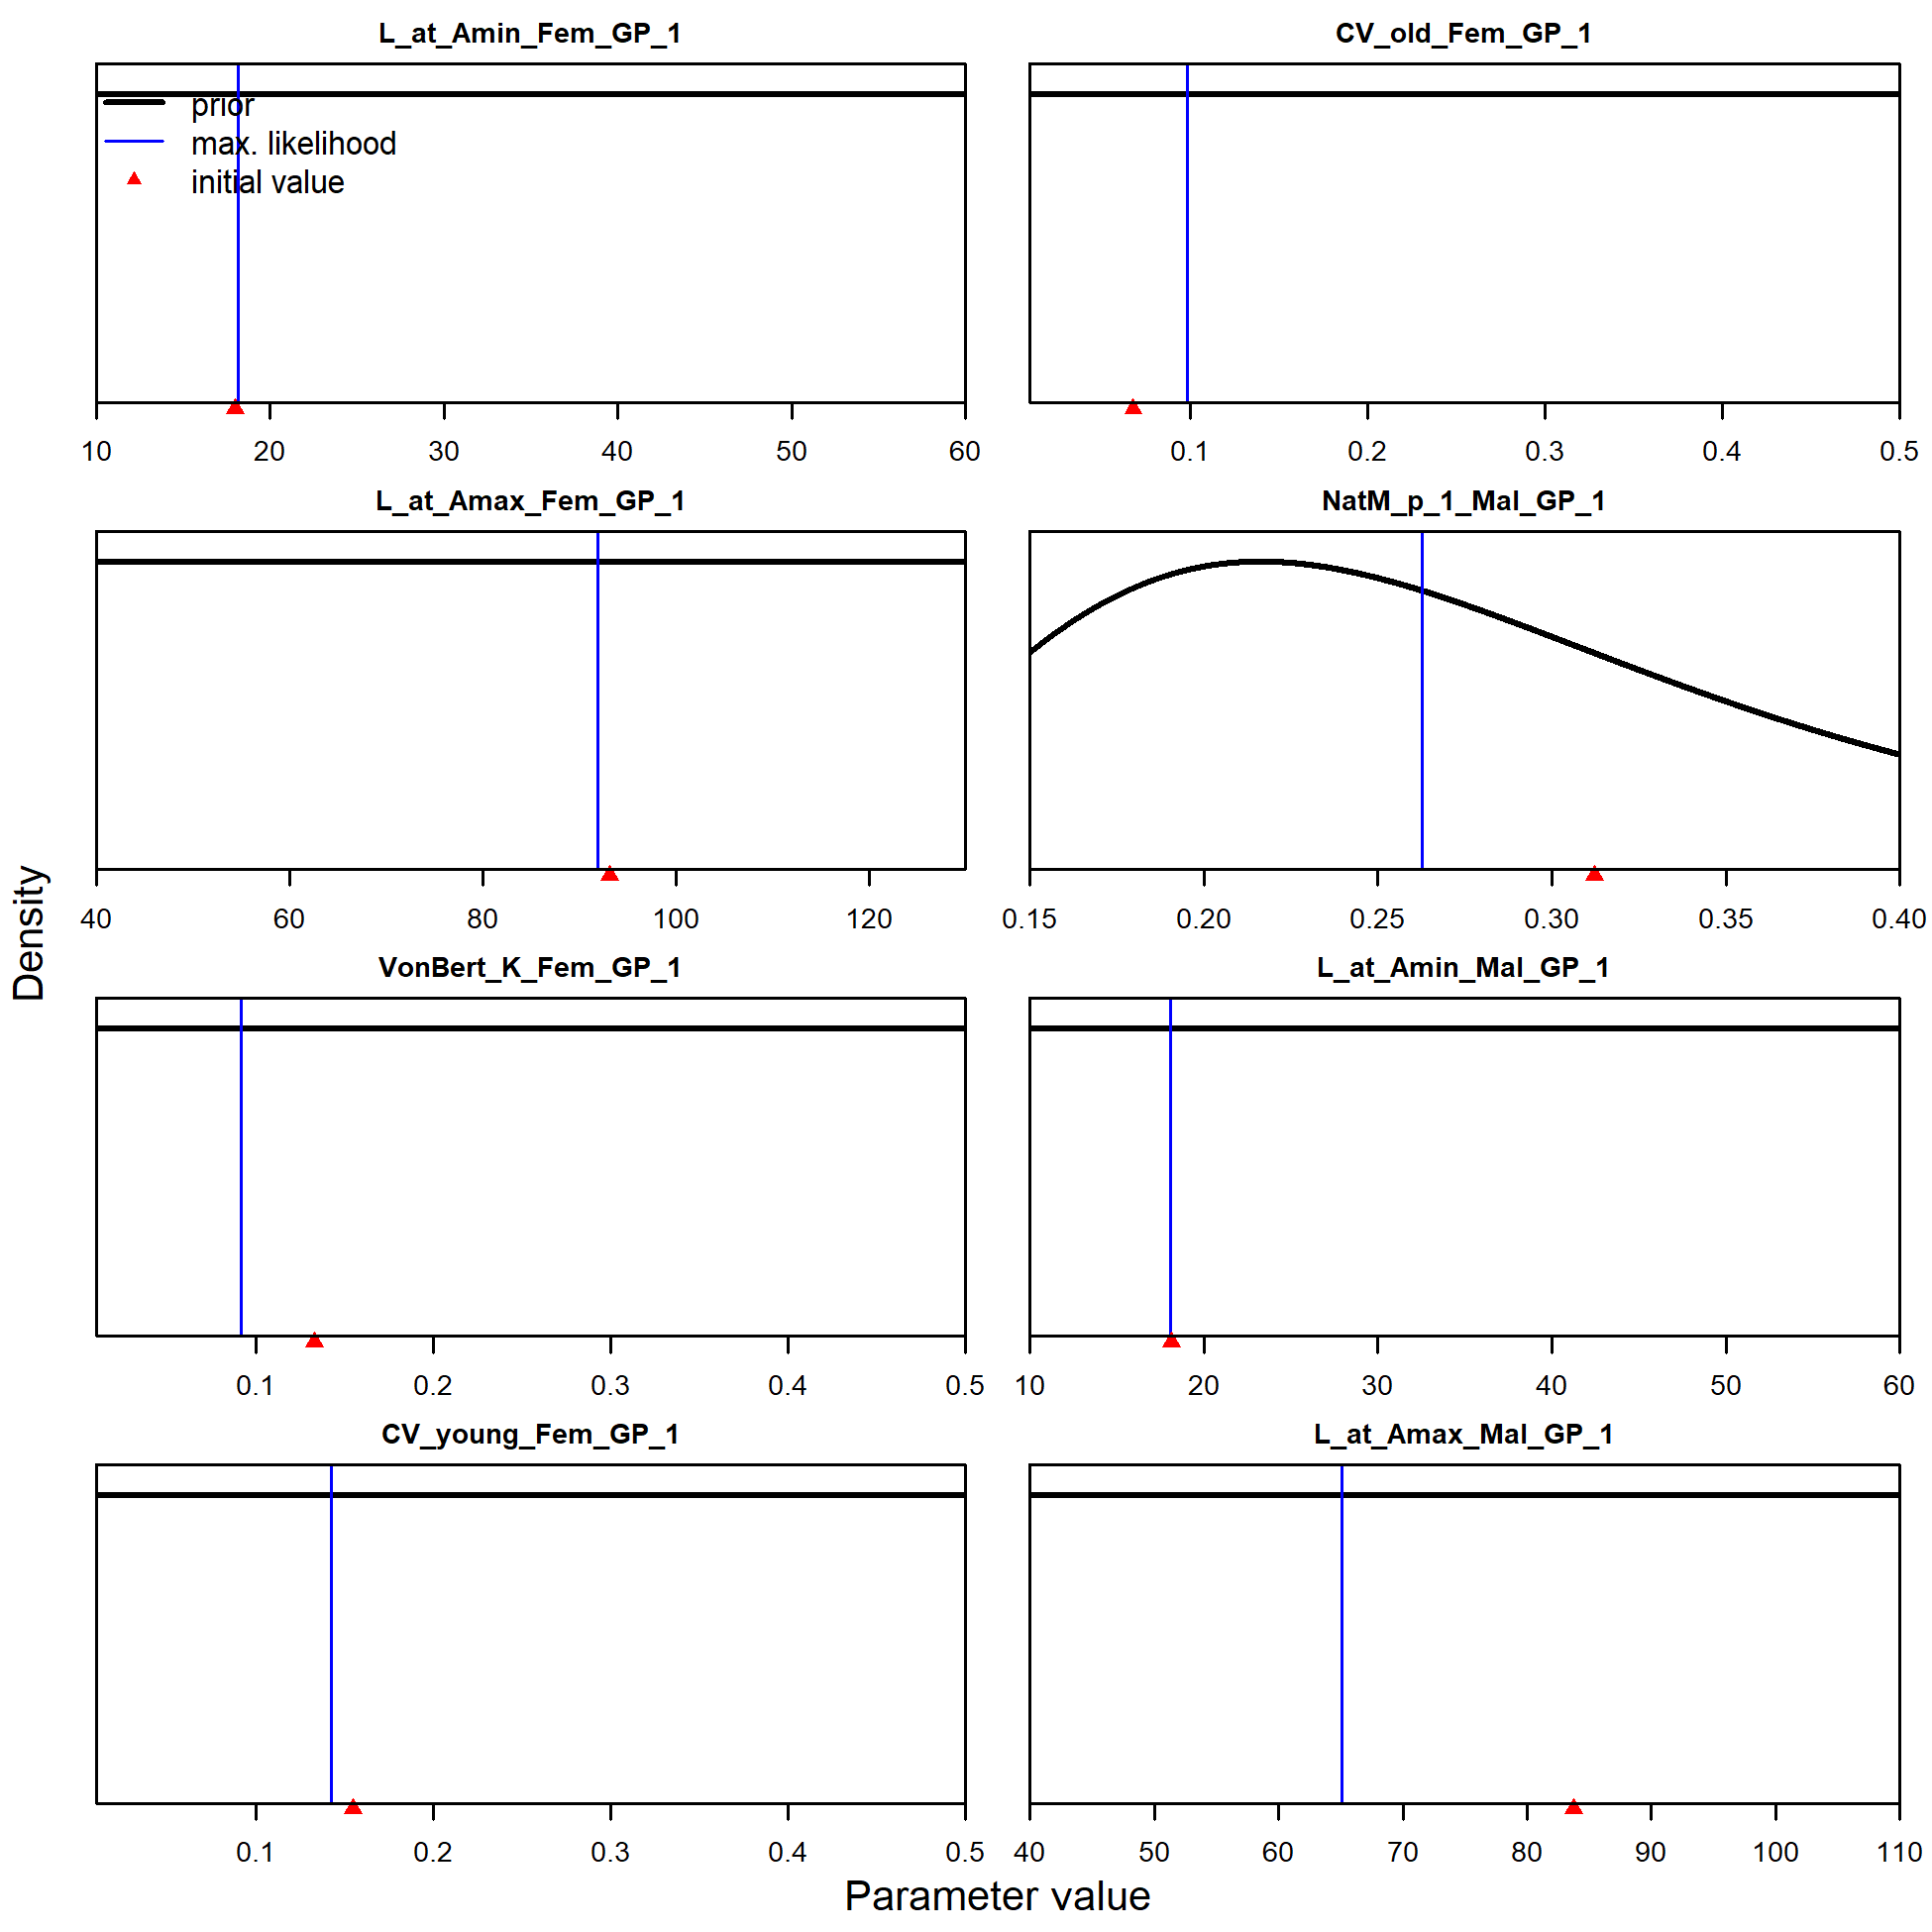 L_at_Amin_Fem_GP_1
prior
max. likelihood
initial value
10 20 30 40 50 60
CV_old_Fem_GP_1
0.1 0.2 0.3 0.4 0.5
L_at_Amax_Fem_GP_1
40 60 80 100 120
NatM_p_1_Mal_GP_1
0.15 0.20 0.25 0.30 0.35 0.40
VonBert_K_Fem_GP_1
0.1 0.2 0.3 0.4 0.5
L_at_Amin_Mal_GP_1
10 20 30 40 50 60
CV_young_Fem_GP_1
0.1 0.2 0.3 0.4 0.5
L_at_Amax_Mal_GP_1
40 50 60 70 80 90 100 110
Density
Parameter value